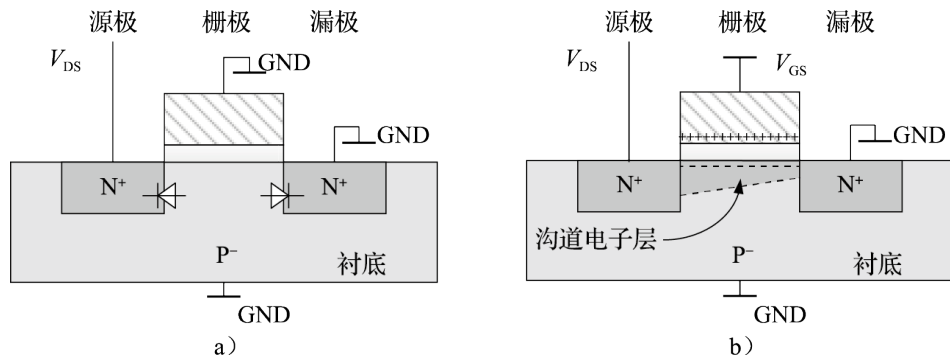 源极 栅极 漏极
V_DS
GND
GND
N⁺ N⁺
P⁻
衬底
GND
a）
源极 栅极 漏极
V_DS
V_GS
GND
N⁺ N⁺
沟道电子层
P⁻
衬底
GND
b）